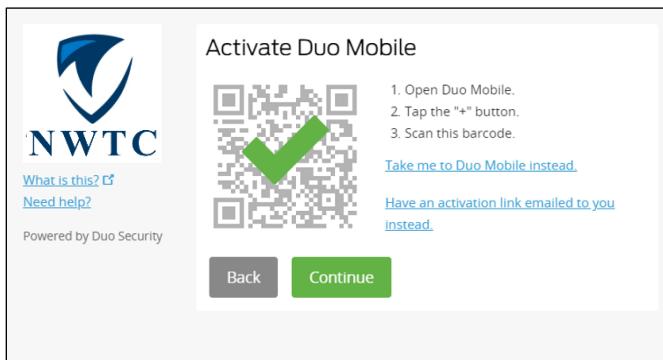 NWTC
What is this?
Need help?
Powered by Duo Security
Activate Duo Mobile
1. Open Duo Mobile.
2. Tap the "+" button.
3. Scan this barcode.
Take me to Duo Mobile instead.
Have an activation link emailed to you
instead.
Back
Continue